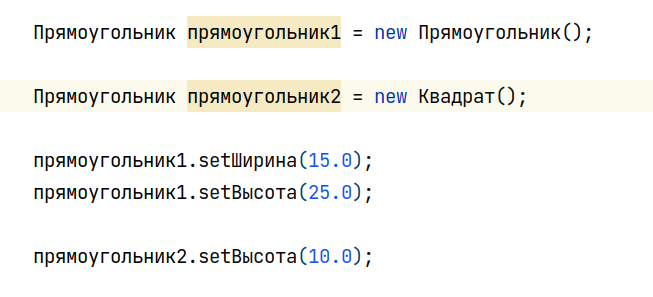 Прямоугольник прямоугольник1 = new Прямоугольник();
Прямоугольник прямоугольник2 = new Квадрат();
прямоугольник1.setШирина(15.0);
прямоугольник1.setВысота(25.0);
прямоугольник2.setВысота(10.0);